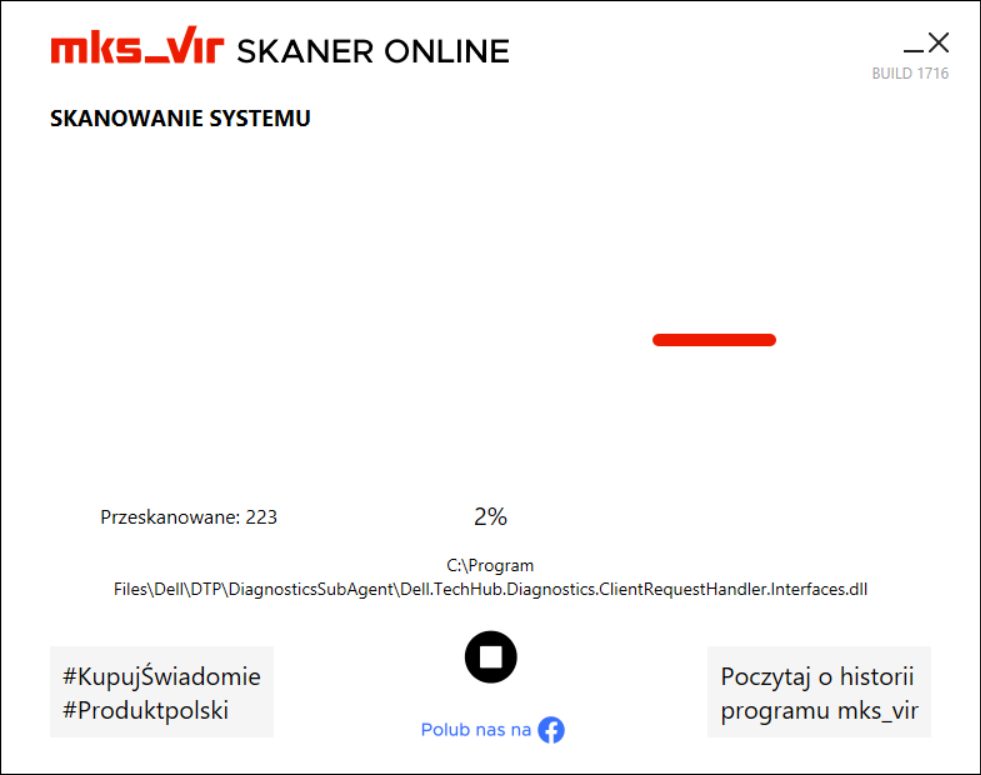 mks_vir SKANER ONLINE
BUILD 1716
SKANOWANIE SYSTEMU
Przeskanowane: 223
2%
C:\Program
Files\Dell\DTP\DiagnosticsSubAgent\Dell.TechHub.Diagnostics.ClientRequestHandler.Interfaces.dll
#KupujŚwiadomie
#Produktpolski
Poczytaj o historii
programu mks_vir
Polub nas na